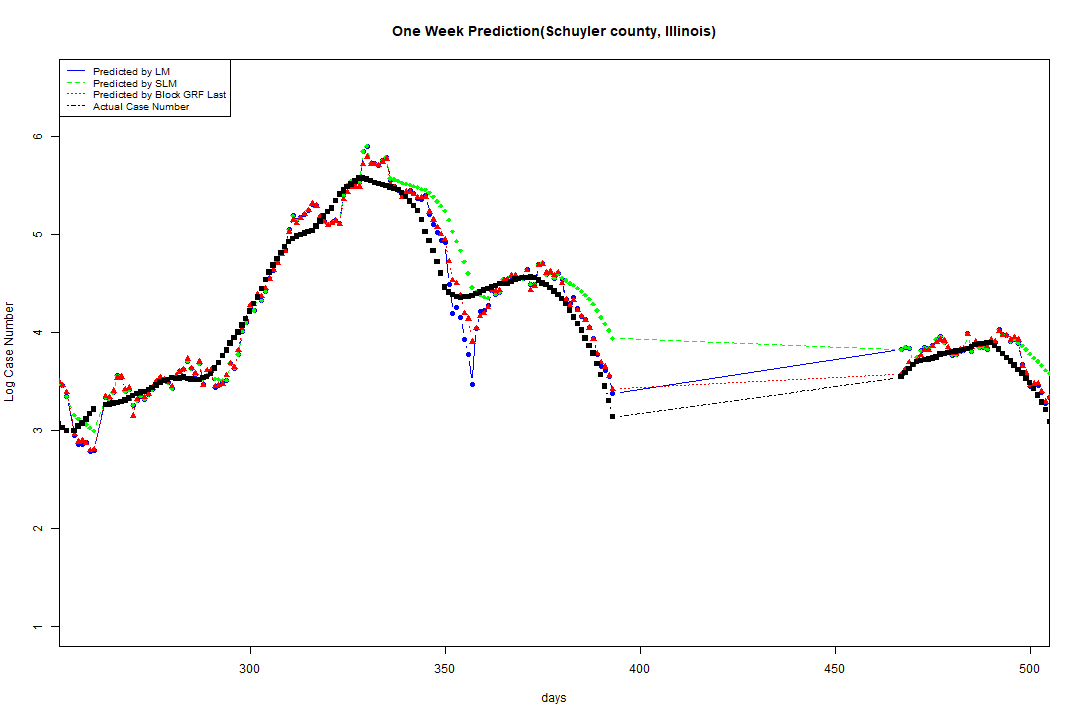 One Week Prediction(Schuyler county, Illinois)
Predicted by LM
Predicted by SLM
Predicted by Block GRF Last
Actual Case Number
Log Case Number
6
5
4
3
2
1
300
350
400
450
500
days